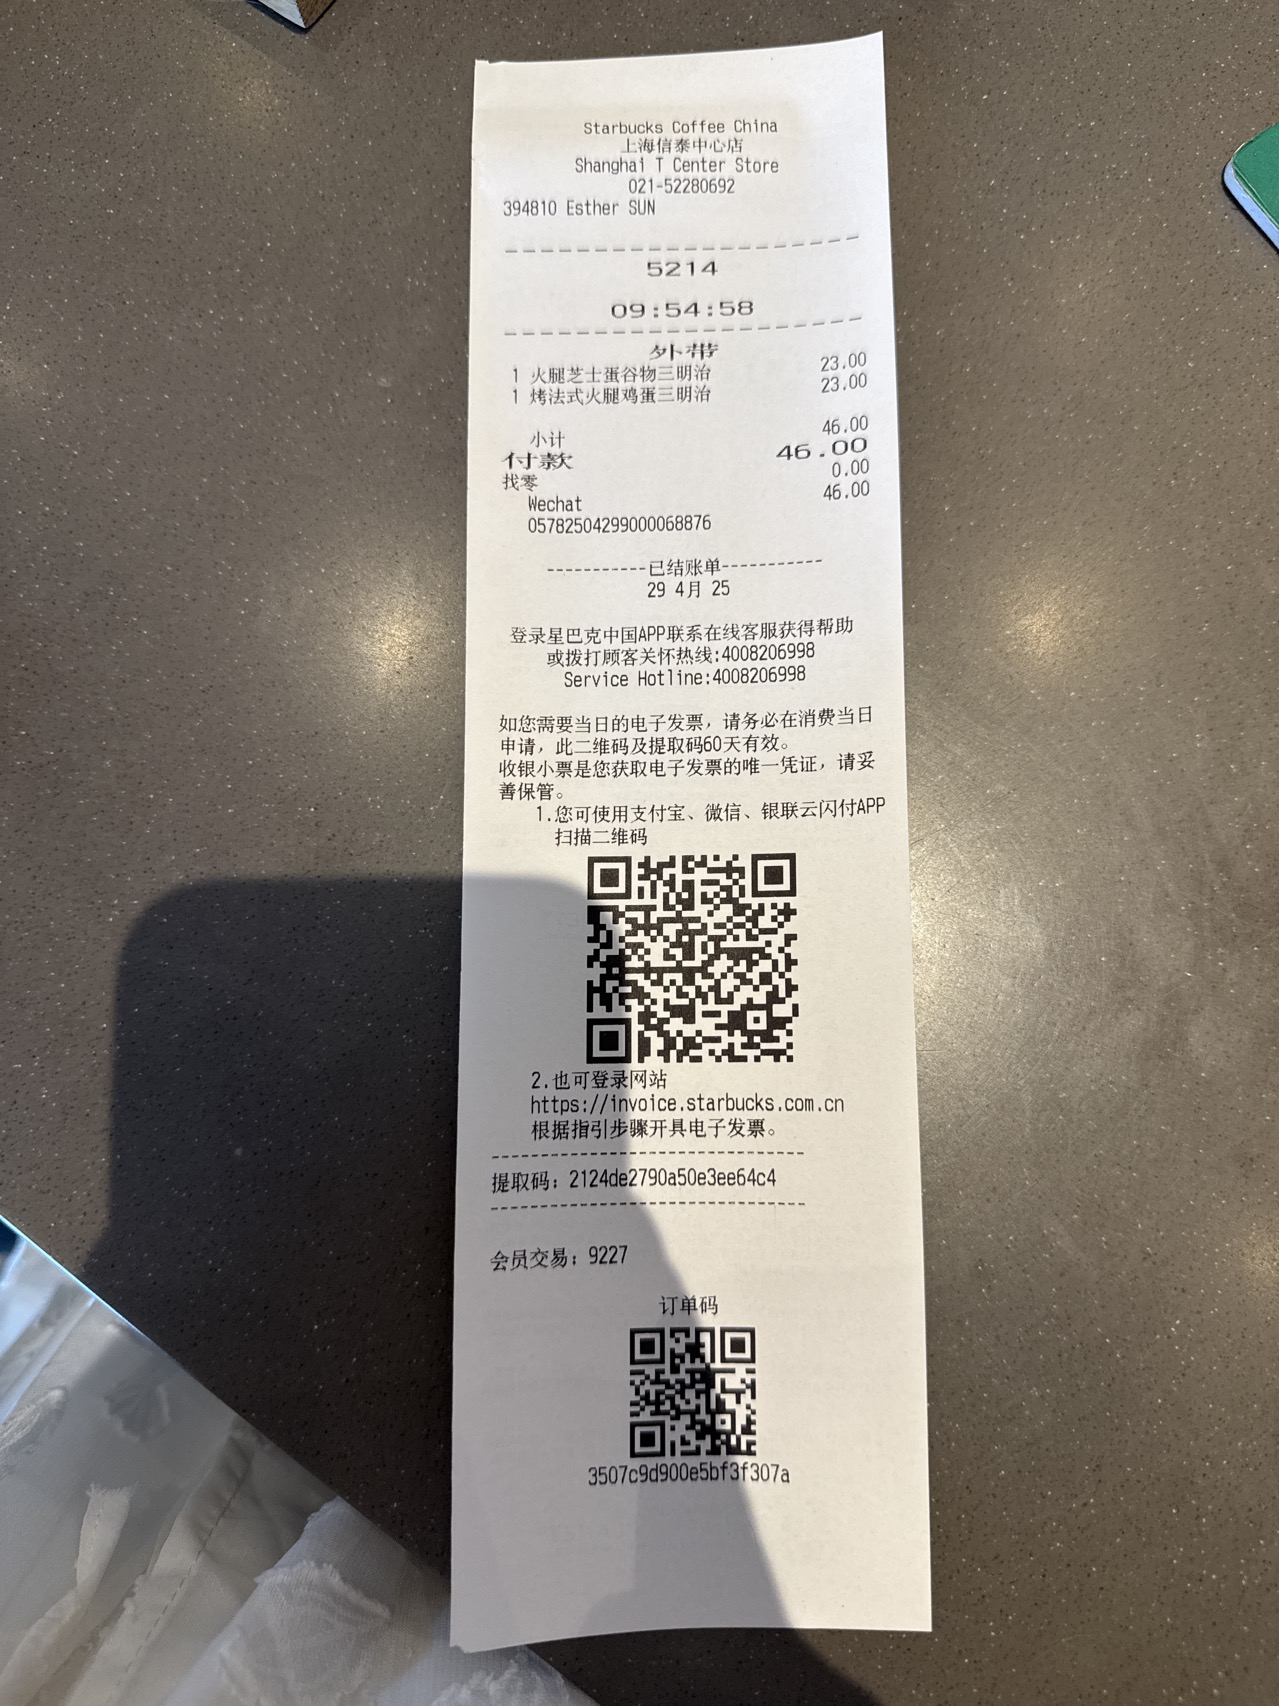 Starbucks Coffee China
上海信泰中心店
Shanghai T Center Store
021-52280692
394810 Esther SUN
5214
09:54:58
外带
1 火腿芝士蛋谷物三明治 23.00
1 烤法式火腿鸡蛋三明治 23.00
小计 46.00
付款 46.00
找零 0.00
Wechat 46.00
05782504299000068876
-----------已结账单-----------
29 4月 25
登录星巴克中国APP联系在线客服获得帮助
或拨打顾客关怀热线:4008206998
Service Hotline:4008206998
如您需要当日的电子发票，请务必在消费当日
申请，此二维码及提取码60天有效。
收银小票是您获取电子发票的唯一凭证，请妥
善保管。
1.您可使用支付宝、微信、银联云闪付APP
扫描二维码
2.也可登录网站
https://invoice.starbucks.com.cn
根据指引步骤开具电子发票。
提取码：2124de2790a50e3ee64c4
会员交易：9227
订单码
3507c9d900e5bf3f307a